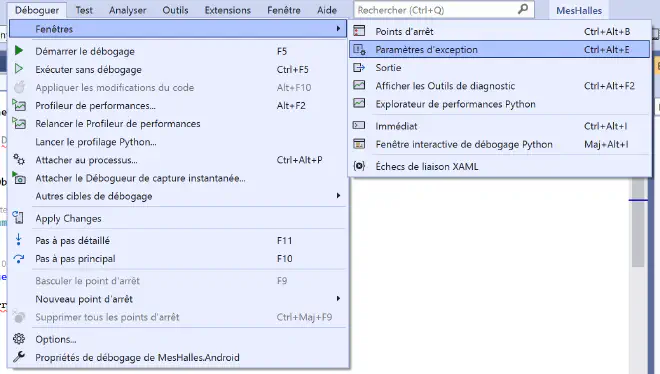 Déboguer Test Analyser Outils Extensions Fenêtre Aide Rechercher (Ctrl+Q) MesHalles
Fenêtres
Démarrer le débogage F5
Exécuter sans débogage Ctrl+F5
Appliquer les modifications du code Alt+F10
Profileur de performances... Alt+F2
Relancer le Profileur de performances
Lancer le profilage Python...
Attacher au processus... Ctrl+Alt+P
Attacher le Débogueur de capture instantanée...
Autres cibles de débogage
Apply Changes
Pas à pas détaillé F11
Pas à pas principal F10
Basculer le point d'arrêt F9
Nouveau point d'arrêt
Supprimer tous les points d'arrêt Ctrl+Maj+F9
Options...
Propriétés de débogage de MesHalles.Android
Points d'arrêt Ctrl+Alt+B
Paramètres d'exception Ctrl+Alt+E
Sortie
Afficher les Outils de diagnostic Ctrl+Alt+F2
Explorateur de performances Python
Immédiat Ctrl+Alt+I
Fenêtre interactive de débogage Python Maj+Alt+I
Échecs de liaison XAML